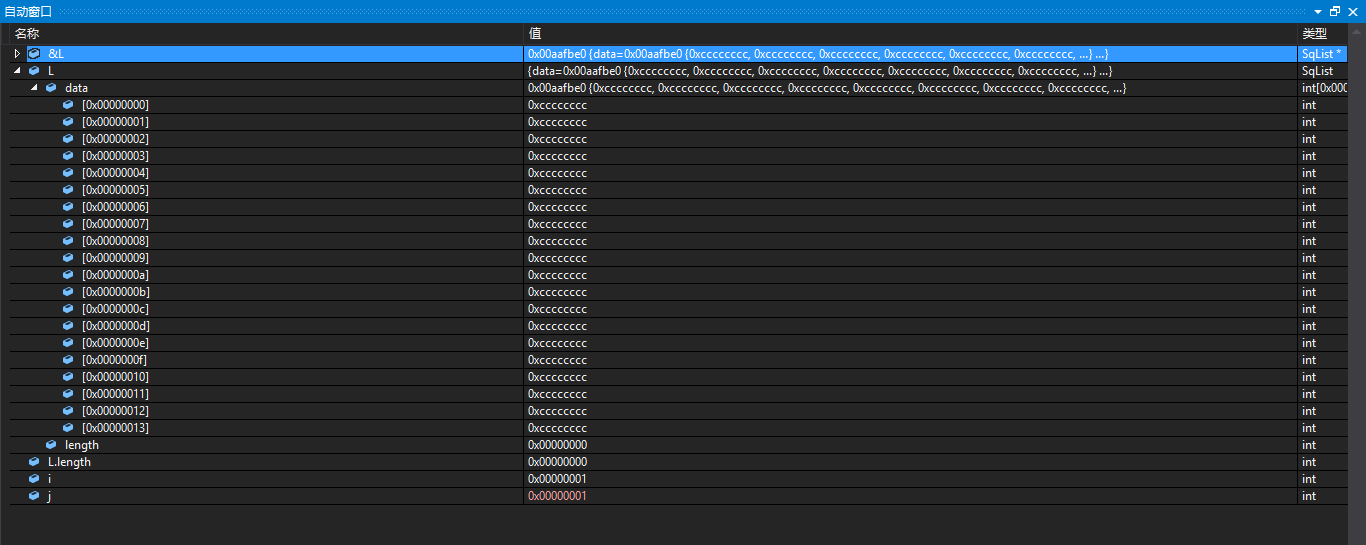 自动窗口
名称 值 类型
&L 0x00aafbe0 {data=0x00aafbe0 {0xcccccccc, 0xcccccccc, 0xcccccccc, 0xcccccccc, 0xcccccccc, 0xcccccccc, ...} ...} SqList *
L {data=0x00aafbe0 {0xcccccccc, 0xcccccccc, 0xcccccccc, 0xcccccccc, 0xcccccccc, 0xcccccccc, 0xcccccccc, ...} ...} SqList
data 0x00aafbe0 {0xcccccccc, 0xcccccccc, 0xcccccccc, 0xcccccccc, 0xcccccccc, 0xcccccccc, 0xcccccccc, 0xcccccccc, ...} int[0x000
[0x00000000] 0xcccccccc int
[0x00000001] 0xcccccccc int
[0x00000002] 0xcccccccc int
[0x00000003] 0xcccccccc int
[0x00000004] 0xcccccccc int
[0x00000005] 0xcccccccc int
[0x00000006] 0xcccccccc int
[0x00000007] 0xcccccccc int
[0x00000008] 0xcccccccc int
[0x00000009] 0xcccccccc int
[0x0000000a] 0xcccccccc int
[0x0000000b] 0xcccccccc int
[0x0000000c] 0xcccccccc int
[0x0000000d] 0xcccccccc int
[0x0000000e] 0xcccccccc int
[0x0000000f] 0xcccccccc int
[0x00000010] 0xcccccccc int
[0x00000011] 0xcccccccc int
[0x00000012] 0xcccccccc int
[0x00000013] 0xcccccccc int
length 0x00000000 int
L.length 0x00000000 int
i 0x00000001 int
j 0x00000001 int